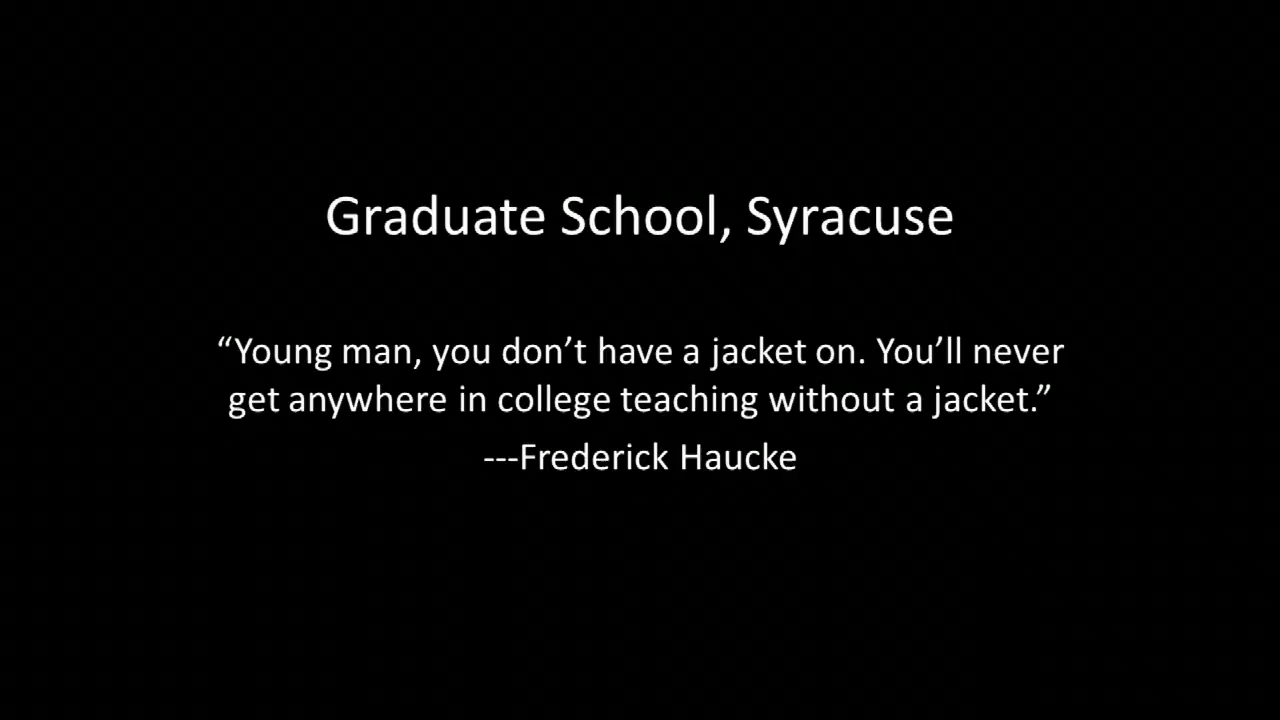 Graduate School, Syracuse
“Young man, you don’t have a jacket on. You’ll never
get anywhere in college teaching without a jacket.”
---Frederick Haucke